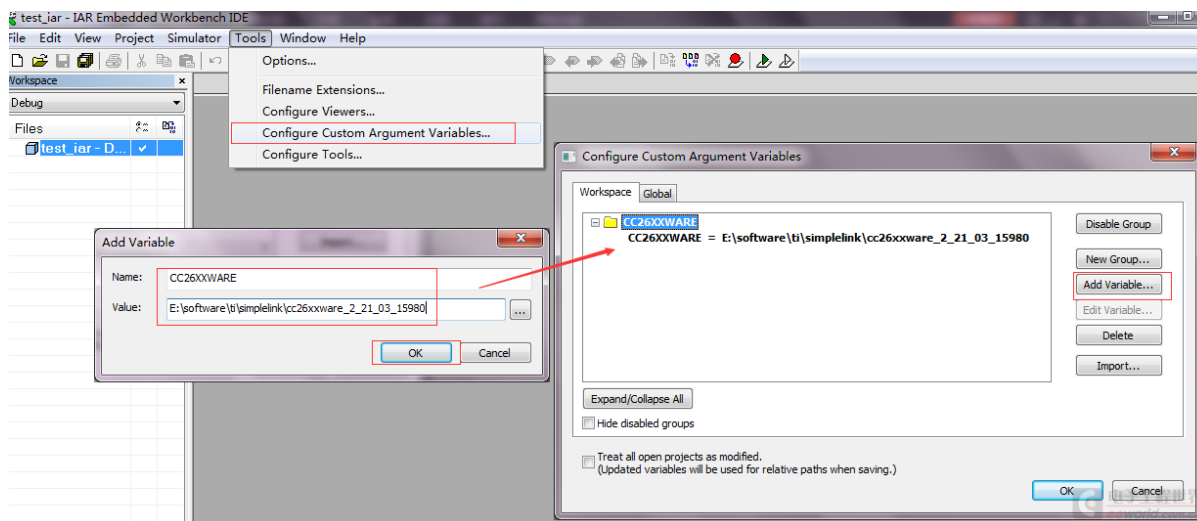 test_iar - IAR Embedded Workbench IDE
File Edit View Project Simulator Tools Window Help
Options...
Filename Extensions...
Configure Viewers...
Configure Custom Argument Variables...
Configure Tools...
Workspace
Debug
Files
test_iar - D...
Add Variable
Name: CC26XXWARE
Value: E:\software\ti\simplelink\cc26xxware_2_21_03_15980
...
OK Cancel
Configure Custom Argument Variables
Workspace Global
CC26XXWARE
CC26XXWARE = E:\software\ti\simplelink\cc26xxware_2_21_03_15980
Disable Group
New Group...
Add Variable...
Edit Variable...
Delete
Import...
Expand/Collapse All
Hide disabled groups
Treat all open projects as modified.
(Updated variables will be used for relative paths when saving.)
OK Cancel